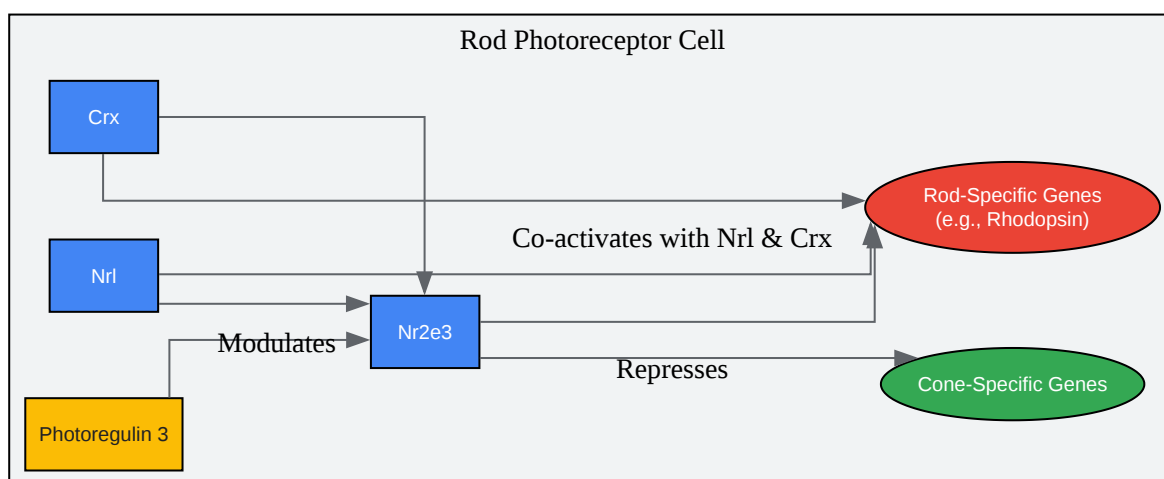 Rod Photoreceptor Cell
Crx
Rod-Specific Genes
(e.g., Rhodopsin)
Co-activates with Nrl & Crx
Nrl
Nr2e3
Modulates
Represses
Cone-Specific Genes
Photoregulin 3